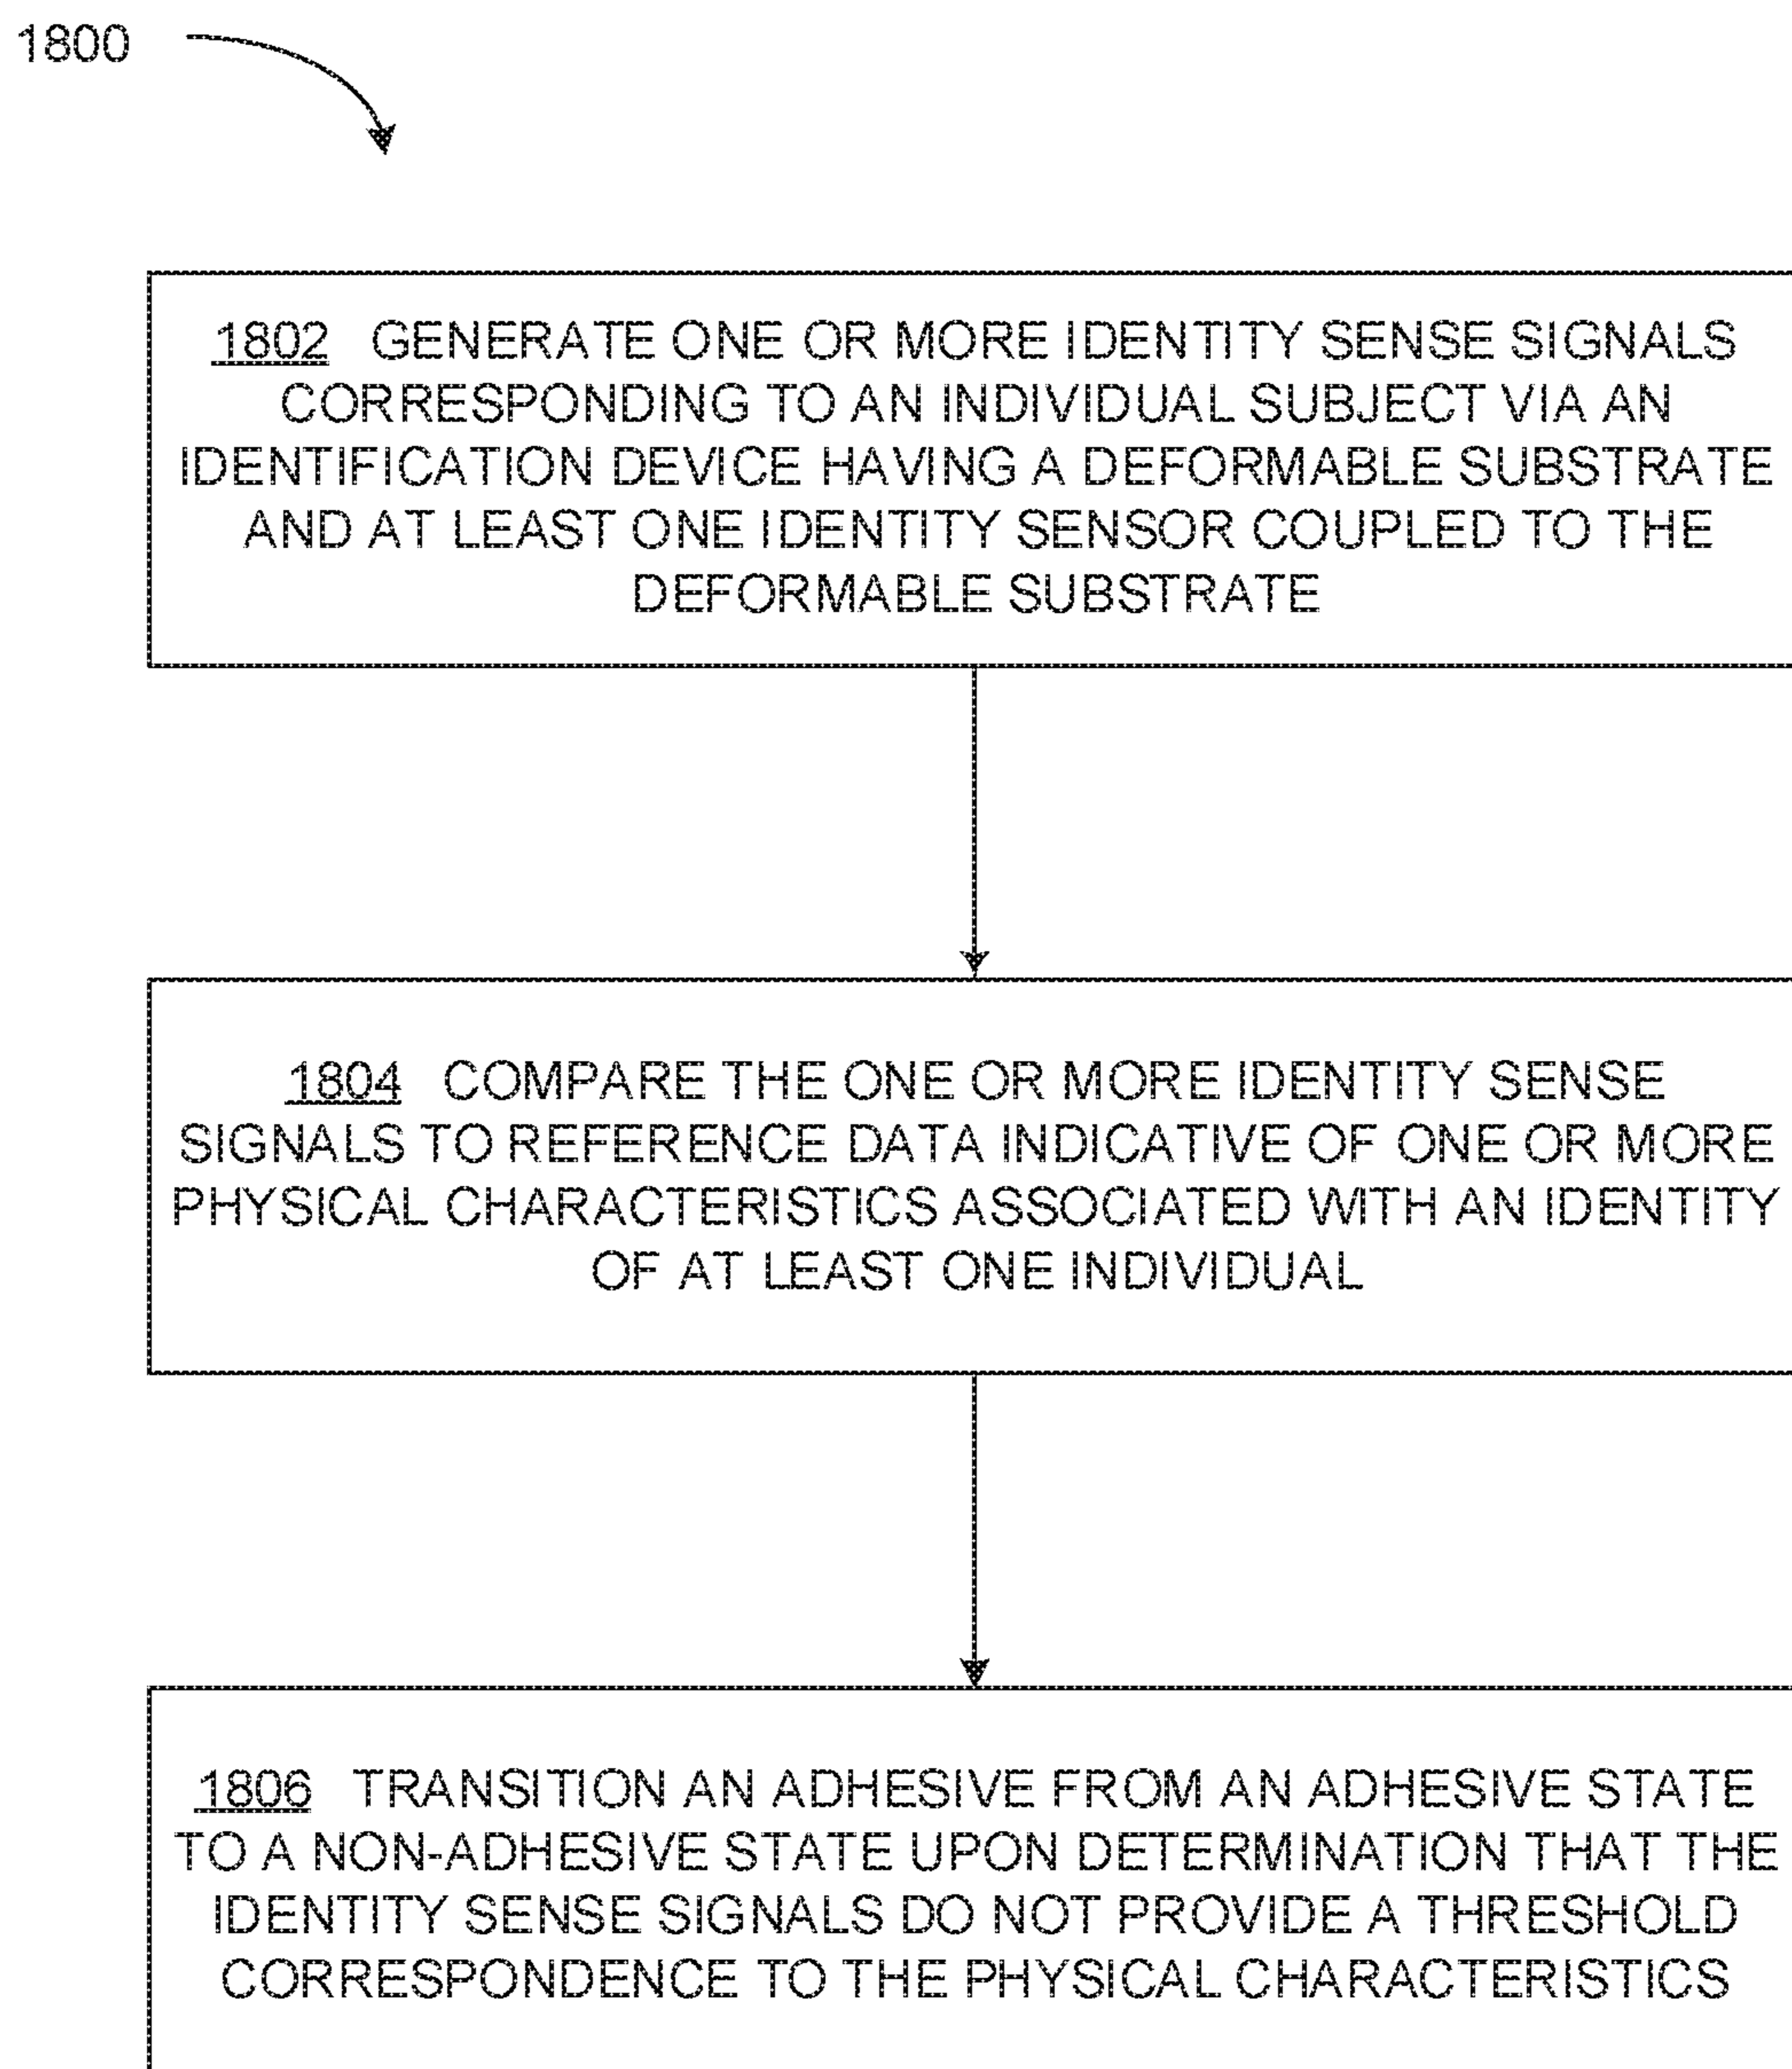 1800
1802 GENERATE ONE OR MORE IDENTITY SENSE SIGNALS
CORRESPONDING TO AN INDIVIDUAL SUBJECT VIA AN
IDENTIFICATION DEVICE HAVING A DEFORMABLE SUBSTRATE
AND AT LEAST ONE IDENTITY SENSOR COUPLED TO THE
DEFORMABLE SUBSTRATE
1804 COMPARE THE ONE OR MORE IDENTITY SENSE
SIGNALS TO REFERENCE DATA INDICATIVE OF ONE OR MORE
PHYSICAL CHARACTERISTICS ASSOCIATED WITH AN IDENTITY
OF AT LEAST ONE INDIVIDUAL
1806 TRANSITION AN ADHESIVE FROM AN ADHESIVE STATE
TO A NON-ADHESIVE STATE UPON DETERMINATION THAT THE
IDENTITY SENSE SIGNALS DO NOT PROVIDE A THRESHOLD
CORRESPONDENCE TO THE PHYSICAL CHARACTERISTICS